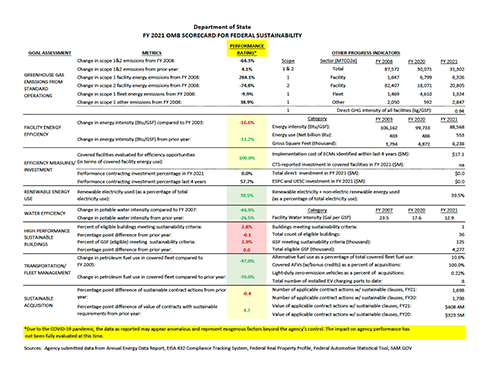 Department of State
FY 2021 OMB SCORECARD FOR FEDERAL SUSTAINABILITY
GOAL ASSESSMENT METRICS PERFORMANCE RATING* OTHER PROGRESS INDICATORS
GREENHOUSE GAS EMISSIONS FROM STANDARD OPERATIONS
Change in scope 1&2 emissions from FY 2008: -64.3% Scope Sector [MTCO2e] FY 2008 FY 2020 FY 2021
Change in scope 1&2 emissions from prior year: 4.1% 1 & 2 Total 87,572 30,071 31,302
Change in scope 1 facility energy emissions from FY 2008: 284.1% 1 Facility 1,647 6,799 6,326
Change in scope 2 facility energy emissions from FY 2008: -74.8% 2 Facility 82,407 18,071 20,805
Change in scope 1 fleet energy emissions from FY 2008: -9.9% 1 Fleet 1,469 4,610 1,324
Change in scope 1 other emissions from FY 2008: 38.9% 1 Other 2,050 592 2,847
1 Direct GHG intensity of all facilities (kg/GSF): 0.94
FACILITY ENERGY EFFICIENCY
Category FY 2003 FY 2020 FY 2021
Change in energy intensity (Btu/GSF) compared to FY 2003: -16.6% Energy intensity (Btu/GSF): 106,162 99,733 88,568
Energy use (Net billion Btu): 403 486 553
Change in energy intensity (Btu/GSF) from prior year: -11.2% Gross Square feet (thousand): 3,794 4,872 6,238
EFFICIENCY MEASURES/ INVESTMENT
Covered facilities evaluated for efficiency opportunities (in terms of covered facility energy use): 100.0% Implementation cost of ECMs identified within last 4 years ($M): $17.1
CTS-reported investment in covered facilities in FY 2021 ($M): na
Performance contracting investment percentage in FY 2021 0.0% Total direct investment in FY 2021 ($M): $0.0
Performance contracting investment percentage last 4 years 57.7% ESPC and UESC investment in FY 2021 ($M): $0.0
RENEWABLE ENERGY USE
Renewable electricity used (as a percentage of total electricity use): 39.5% Renewable electricity + non-electric renewable energy used (as a percentage of total electricity use): 39.5%
WATER EFFICIENCY
Change in potable water intensity compared to FY 2007: -44.9% Category FY 2007 FY 2020 FY 2021
Change in potable water intensity from prior year: -26.5% Facility Water Intensity (Gal per GSF) 23.5 17.6 12.9
HIGH PERFORMANCE SUSTAINABLE BUILDINGS
Percent of eligible buildings meeting sustainability criteria: 2.8% Buildings meeting sustainability criteria: 1
Percentage point difference from prior year: -0.1 Total count of eligible buildings: 36
Percent of GSF (eligible) meeting sustainability criteria: 2.9% GSF meeting sustainability criteria (thousand): 125
Percentage point difference from prior year: 0.0 Total eligible GSF (thousand): 4,277
TRANSPORTATION/ FLEET MANAGEMENT
Change in petroleum fuel use in covered fleet compared to FY 2005: -47.0% Alternative fuel use as a percentage of total covered fleet fuel use: 10.6%
Covered AFVs (no/bonus credits) as a percentage of acquisitions: 100.0%
Change in petroleum fuel use in covered fleet compared to prior year: -70.0% Light-duty zero-emission vehicles as a percent of acquisitions: 0.22%
Total number of installed EV charging ports to date: 8
SUSTAINABLE ACQUISITION
Percentage point difference of sustainable contract actions from prior year: -0.4 Number of applicable contract actions w/ sustainable clauses, FY21: 1,698
Number of applicable contract actions w/ sustainable clauses, FY20: 1,798
Percentage point difference of value of contracts with sustainable requirements from prior year: 4.7 Value of applicable contract actions w/ sustainable clauses, FY21: $608.4M
Value of applicable contract actions w/ sustainable clauses, FY20: $323.5M
*Due to the COVID-19 pandemic, the data as reported may appear anomalous and represent exogenous factors beyond the agency's control. The impact on agency performance has
not been fully evaluated at this time.
Sources: Agency submitted data from Annual Energy Data Report, EISA 432 Compliance Tracking System, Federal Real Property Profile, Federal Automotive Statistical Tool, SAM.GOV